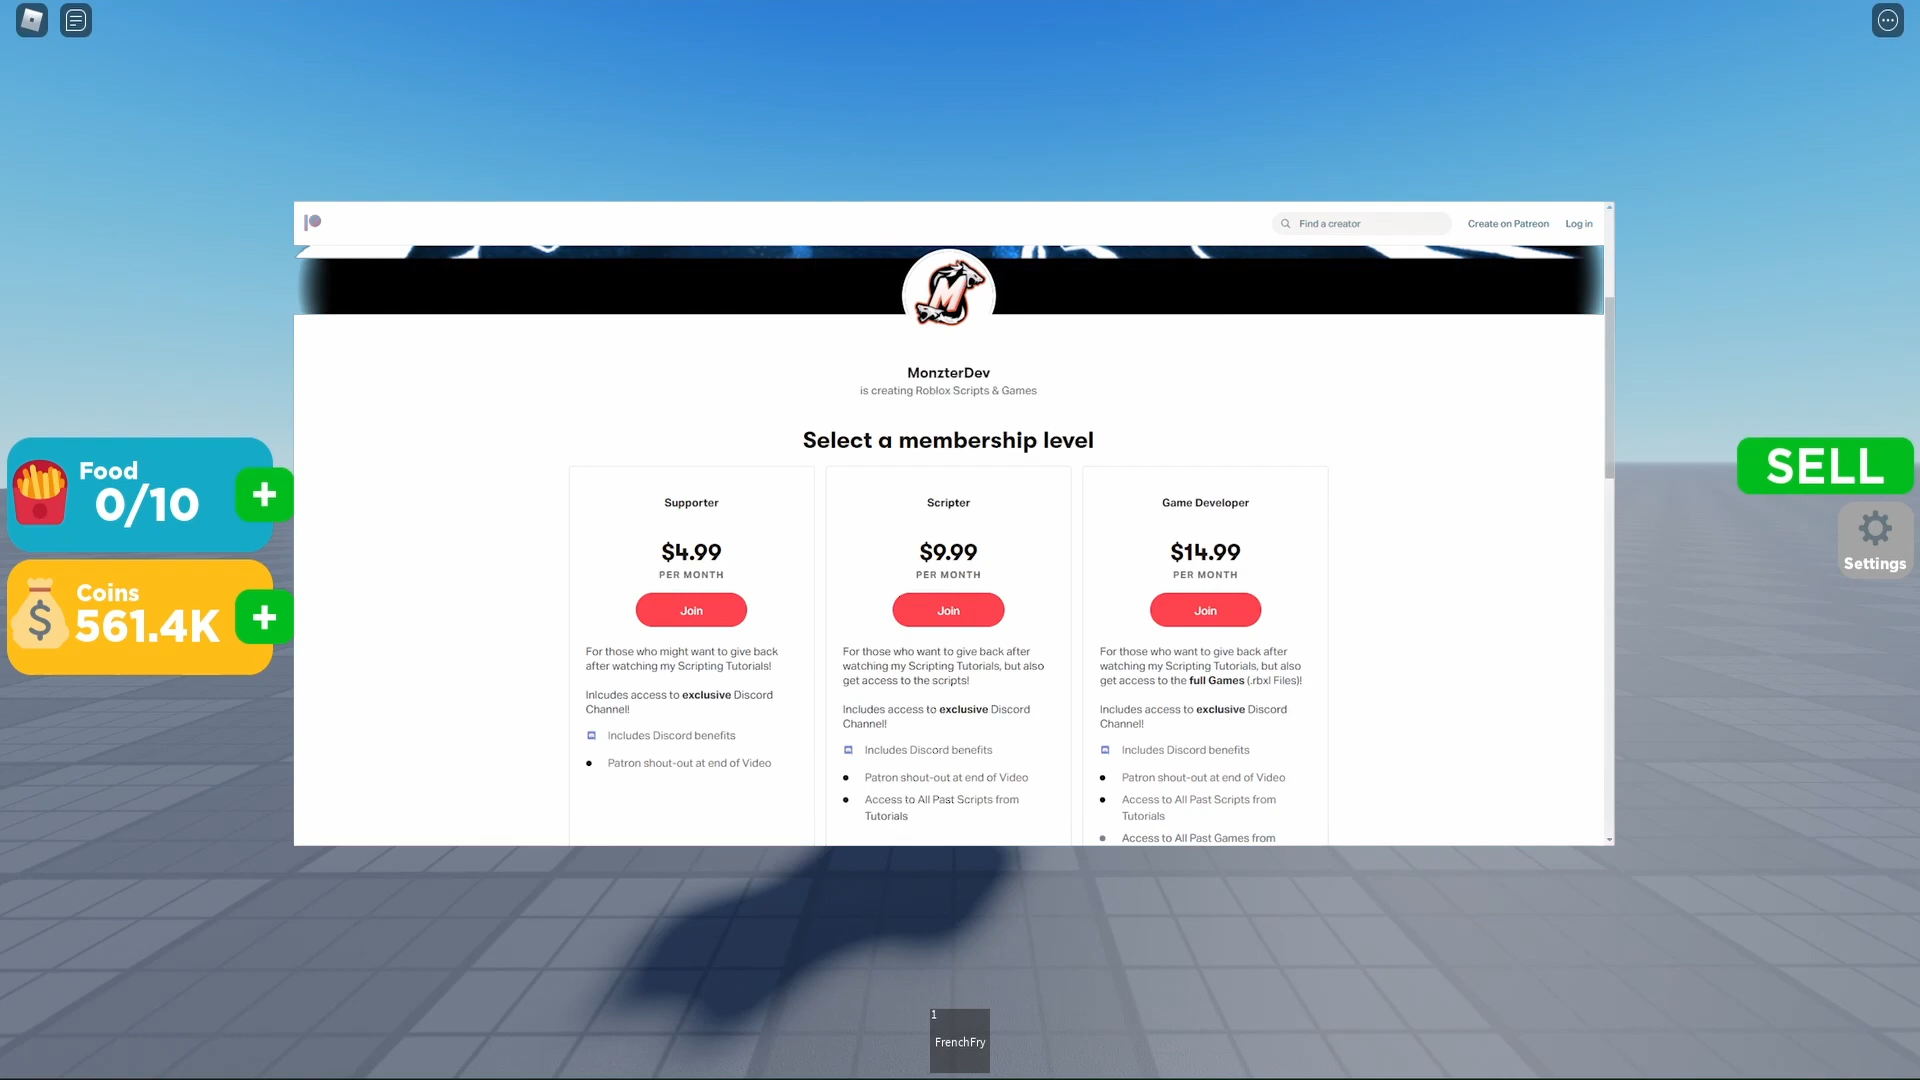 Find a creator
Create on Patreon
Log in
M
MonzterDev
is creating Roblox Scripts & Games
Select a membership level
Supporter
$4.99
PER MONTH
Join
For those who might want to give back
after watching my Scripting Tutorials!
Inlcudes access to exclusive Discord
Channel!
Includes Discord benefits
Patron shout-out at end of Video
Scripter
$9.99
PER MONTH
Join
For those who want to give back after
watching my Scripting Tutorials, but also
get access to the scripts!
Includes access to exclusive Discord
Channel!
Includes Discord benefits
Patron shout-out at end of Video
Access to All Past Scripts from
Tutorials
Game Developer
$14.99
PER MONTH
Join
For those who want to give back after
watching my Scripting Tutorials, but also
get access to the full Games (.rbxl Files)!
Includes access to exclusive Discord
Channel!
Includes Discord benefits
Patron shout-out at end of Video
Access to All Past Scripts from
Tutorials
Access to All Past Games from
Food
0/10
+
$
Coins
561.4K
+
SELL
Settings
1
FrenchFry